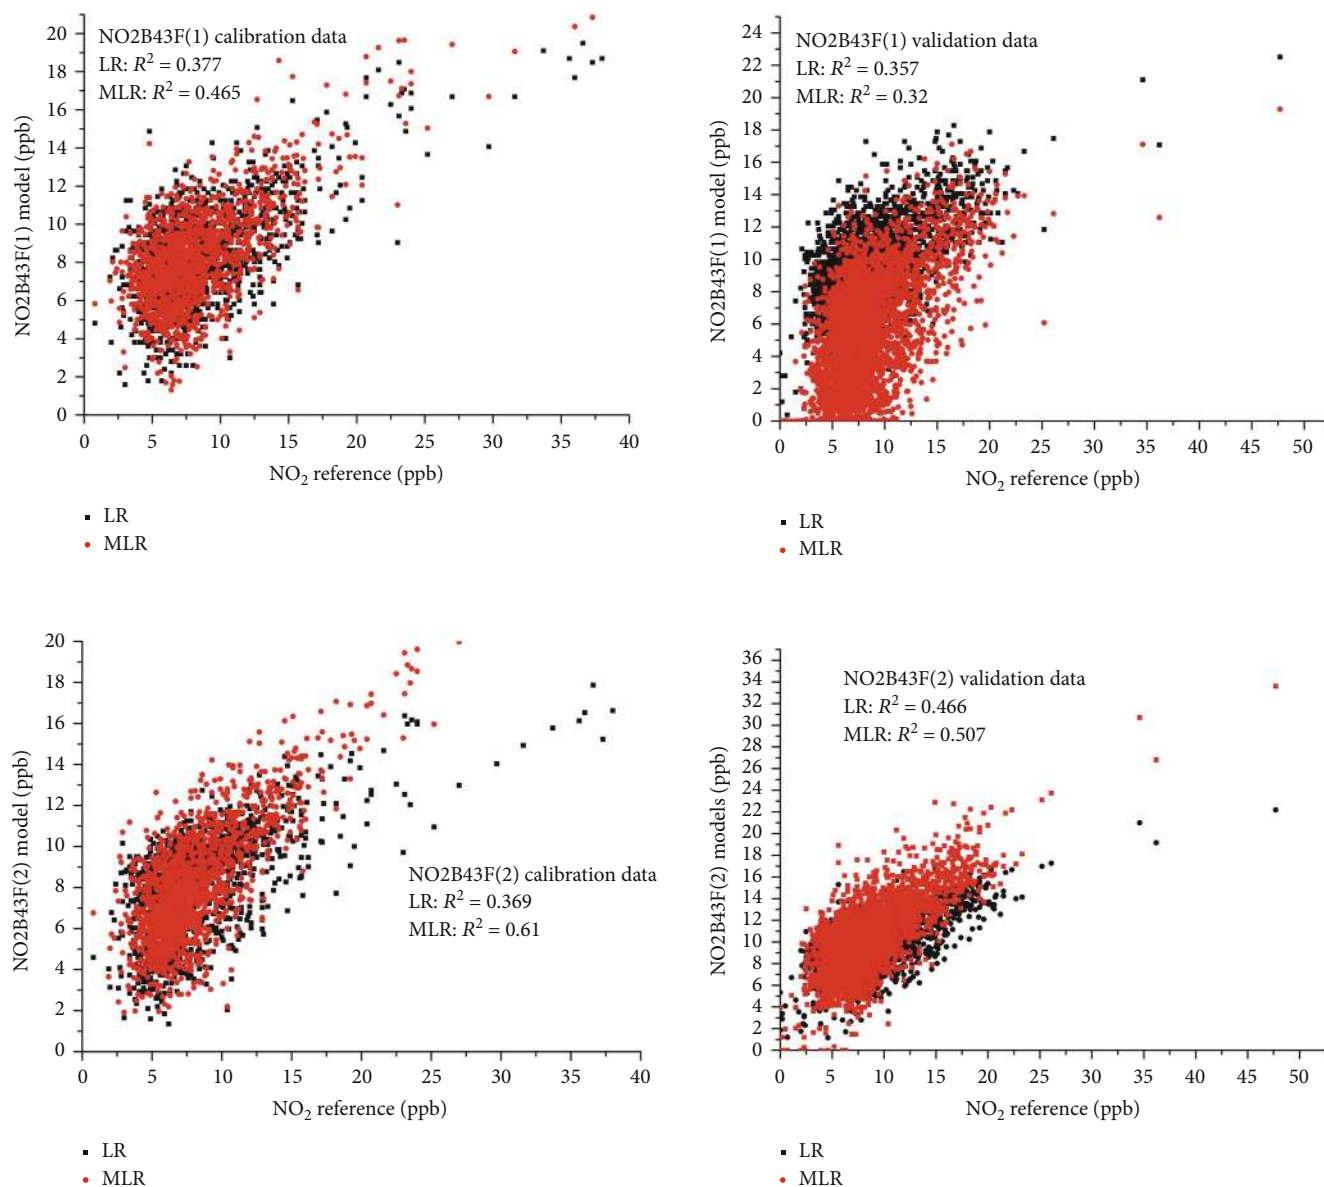 NO2B43F(1) calibration data
LR: R² = 0.377
MLR: R² = 0.465
20
18
16
14
12
10
8
6
4
2
0
NO2B43F(1) model (ppb)
0 5 10 15 20 25 30 35 40
NO₂ reference (ppb)
LR
MLR
NO2B43F(1) validation data
LR: R² = 0.357
MLR: R² = 0.32
24
22
20
18
16
14
12
10
8
6
4
2
0
NO2B43F(1) model (ppb)
0 5 10 15 20 25 30 35 40 45 50
NO₂ reference (ppb)
LR
MLR
20
18
16
14
12
10
8
6
4
2
0
NO2B43F(2) model (ppb)
NO2B43F(2) calibration data
LR: R² = 0.369
MLR: R² = 0.61
0 5 10 15 20 25 30 35 40
NO₂ reference (ppb)
LR
MLR
NO2B43F(2) validation data
LR: R² = 0.466
MLR: R² = 0.507
36
34
32
30
28
26
24
22
20
18
16
14
12
10
8
6
4
2
0
NO2B43F(2) models (ppb)
0 5 10 15 20 25 30 35 40 45 50
NO₂ reference (ppb)
LR
MLR